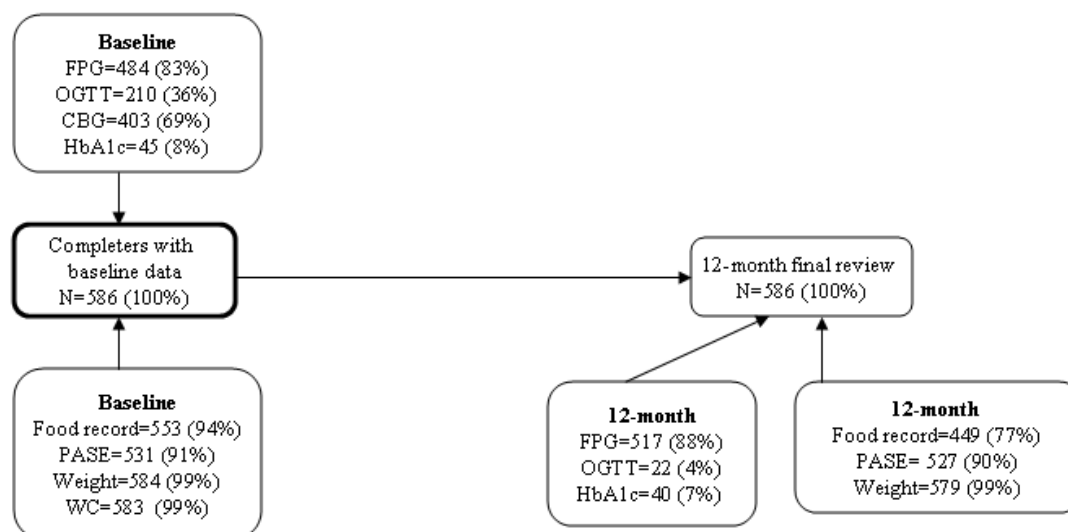 Baseline
FPG=484 (83%)
OGTT=210 (36%)
CBG=403 (69%)
HbA1c=45 (8%)
Completers with
baseline data
N=586 (100%)
12-month final review
N=586 (100%)
Baseline
Food record=553 (94%)
PASE=531 (91%)
Weight=584 (99%)
WC=583 (99%)
12-month
FPG=517 (88%)
OGTT=22 (4%)
HbA1c=40 (7%)
12-month
Food record=449 (77%)
PASE= 527 (90%)
Weight=579 (99%)